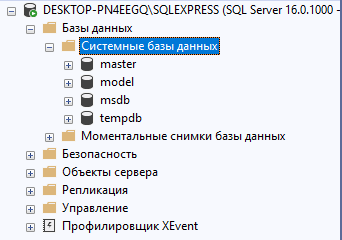 DESKTOP-PN4EEGQ\SQLEXPRESS (SQL Server 16.0.1000 -
Базы данных
Системные базы данных
master
model
msdb
tempdb
Моментальные снимки базы данных
Безопасность
Объекты сервера
Репликация
Управление
Профилировщик XEvent